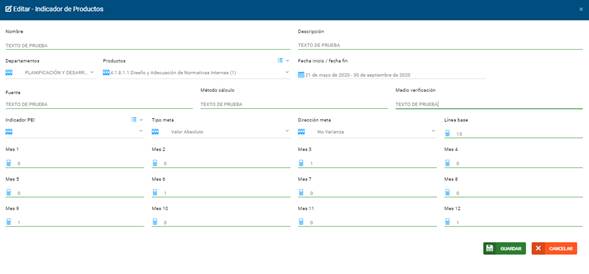 Editar - Indicador de Productos
Nombre Descripción
TEXTO DE PRUEBA TEXTO DE PRUEBA
Departamentos Productos Fecha inicio / fecha fin
PLANIFICACIÓN Y DESARR... 4.1.8.1.1 Diseño y Adecuación de Normativas Internas (1) 21 de mayo de 2020 - 30 de septiembre de 2020
Fuente Método cálculo Medio verificación
TEXTO DE PRUEBA TEXTO DE PRUEBA TEXTO DE PRUEBA
Indicador PEI Tipo meta Dirección meta Línea base
Valor Absoluto No Varianza 10
Mes 1 Mes 2 Mes 3 Mes 4
0 0 1 0
Mes 5 Mes 6 Mes 7 Mes 8
0 1 0 0
Mes 9 Mes 10 Mes 11 Mes 12
1 0 0 1
GUARDAR CANCELAR